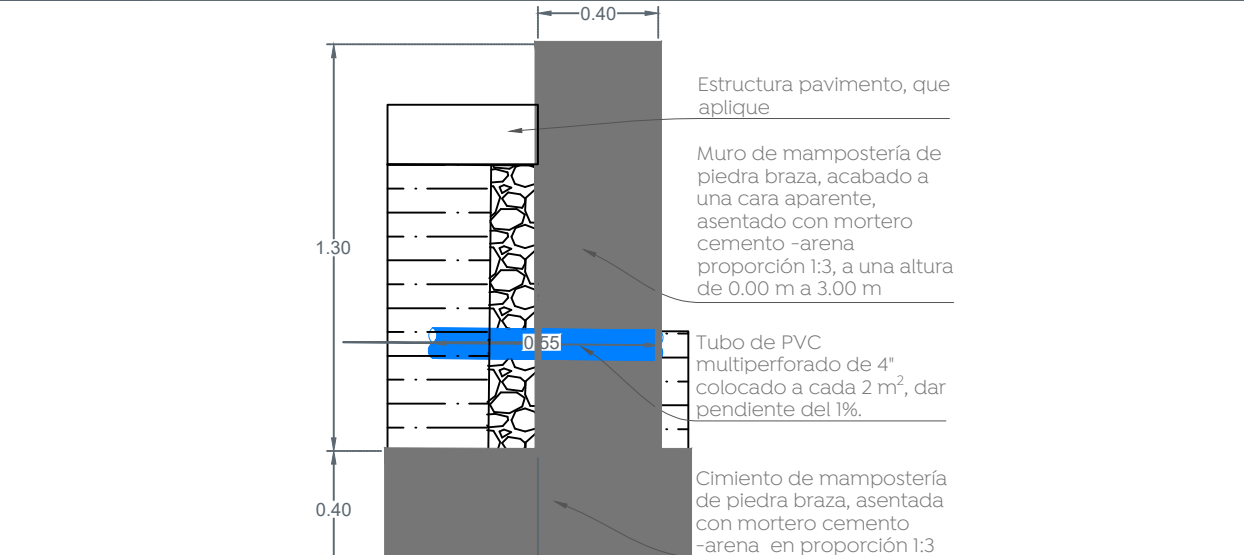 0.40
Estructura pavimento, que
aplique
Muro de mampostería de
piedra braza, acabado a
una cara aparente,
asentado con mortero
cemento -arena
proporción 1:3, a una altura
de 0.00 m a 3.00 m
1.30
0.55
Tubo de PVC
multiperforado de 4"
colocado a cada 2 m², dar
pendiente del 1%.
0.40
Cimiento de mampostería
de piedra braza, asentada
con mortero cemento
-arena en proporción 1:3